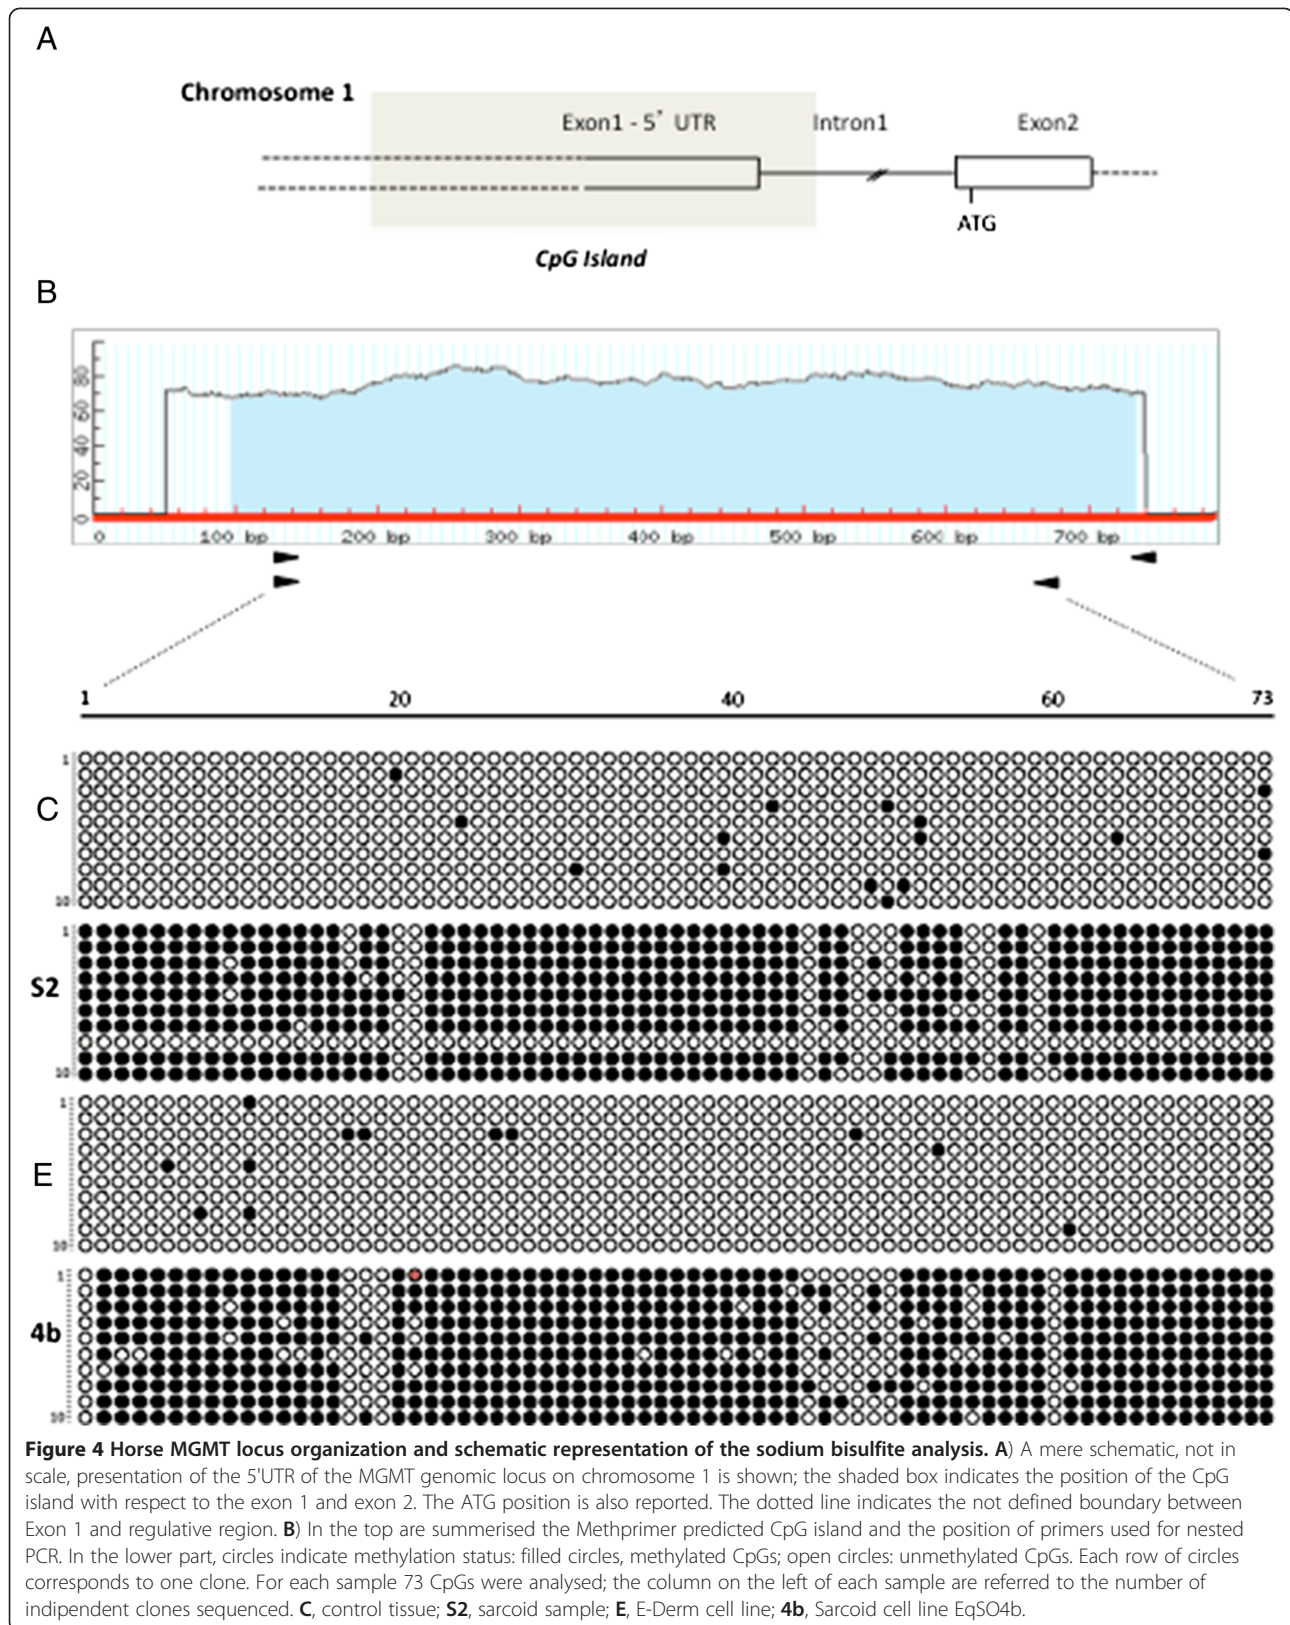 A
Chromosome 1
Exon1 - 5' UTR
Intron1
Exon2
ATG
CpG Island
B
80
60
40
20
0
0
100 bp
200 bp
300 bp
400 bp
500 bp
600 bp
700 bp
1
20
40
60
73
1
C
10
1
S2
10
1
E
10
1
4b
10
Figure 4 Horse MGMT locus organization and schematic representation of the sodium bisulfite analysis. A) A mere schematic, not in
scale, presentation of the 5'UTR of the MGMT genomic locus on chromosome 1 is shown; the shaded box indicates the position of the CpG
island with respect to the exon 1 and exon 2. The ATG position is also reported. The dotted line indicates the not defined boundary between
Exon 1 and regulative region. B) In the top are summerised the Methprimer predicted CpG island and the position of primers used for nested
PCR. In the lower part, circles indicate methylation status: filled circles, methylated CpGs; open circles: unmethylated CpGs. Each row of circles
corresponds to one clone. For each sample 73 CpGs were analysed; the column on the left of each sample are referred to the number of
indipendent clones sequenced. C, control tissue; S2, sarcoid sample; E, E-Derm cell line; 4b, Sarcoid cell line EqSO4b.